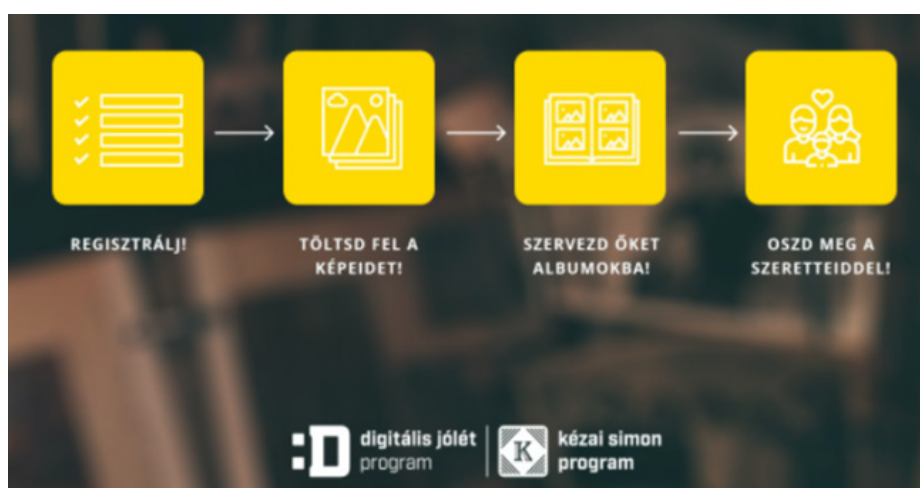 REGISZTRÁLJ!
TÖLTSD FEL A
KÉPEIDET!
SZERVEZD ŐKET
ALBUMOKBA!
OSZD MEG A
SZERETTEIDDEL!
:D digitális jólét
program
K kézai simon
program